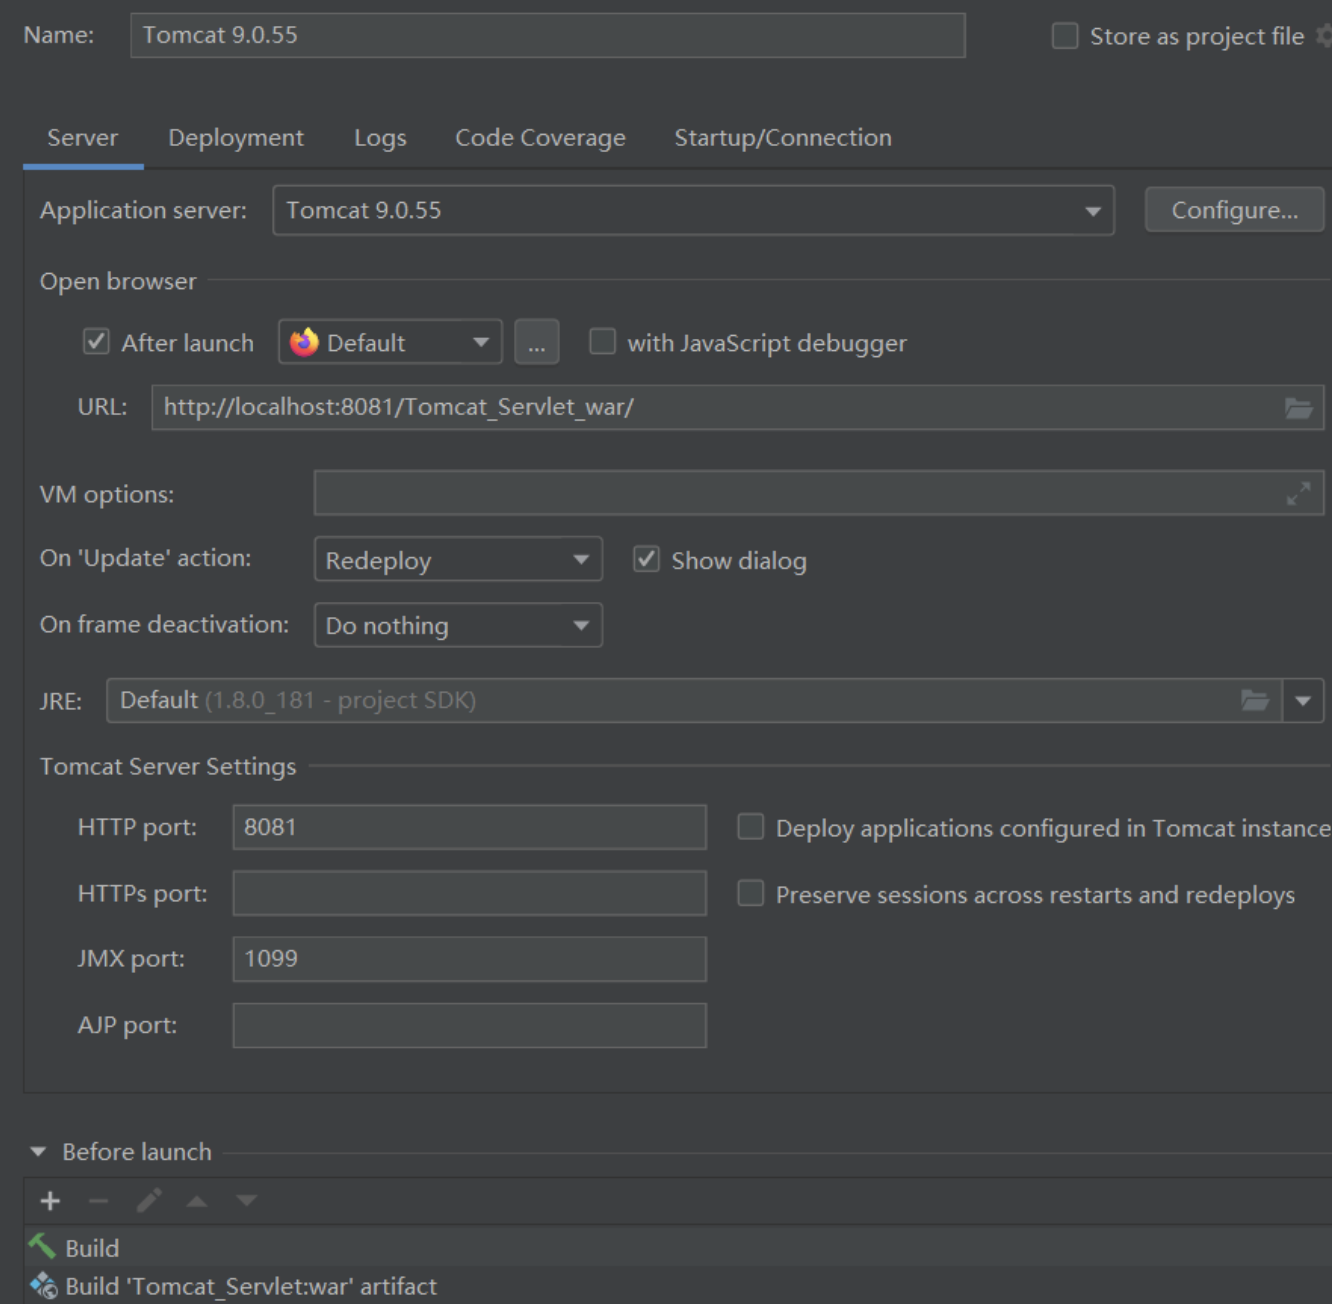 Name: Tomcat 9.0.55 Store as project file
Server Deployment Logs Code Coverage Startup/Connection
Application server: Tomcat 9.0.55 Configure...
Open browser
After launch Default ... with JavaScript debugger
URL: http://localhost:8081/Tomcat_Servlet_war/
VM options:
On 'Update' action: Redeploy Show dialog
On frame deactivation: Do nothing
JRE: Default (1.8.0_181 - project SDK)
Tomcat Server Settings
HTTP port: 8081 Deploy applications configured in Tomcat instance
HTTPs port: Preserve sessions across restarts and redeploys
JMX port: 1099
AJP port:
Before launch
Build
Build 'Tomcat_Servlet:war' artifact